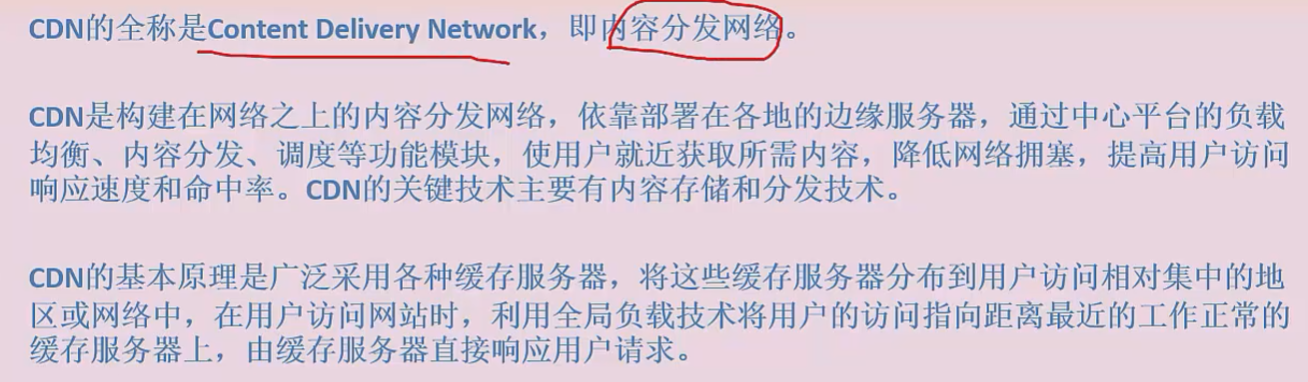 CDN的全称是Content Delivery Network，即内容分发网络。
CDN是构建在网络之上的内容分发网络，依靠部署在各地的边缘服务器，通过中心平台的负载
均衡、内容分发、调度等功能模块，使用户就近获取所需内容，降低网络拥塞，提高用户访问
响应速度和命中率。CDN的关键技术主要有内容存储和分发技术。
CDN的基本原理是广泛采用各种缓存服务器，将这些缓存服务器分布到用户访问相对集中的地
区或网络中，在用户访问网站时，利用全局负载技术将用户的访问指向距离最近的工作正常的
缓存服务器上，由缓存服务器直接响应用户请求。